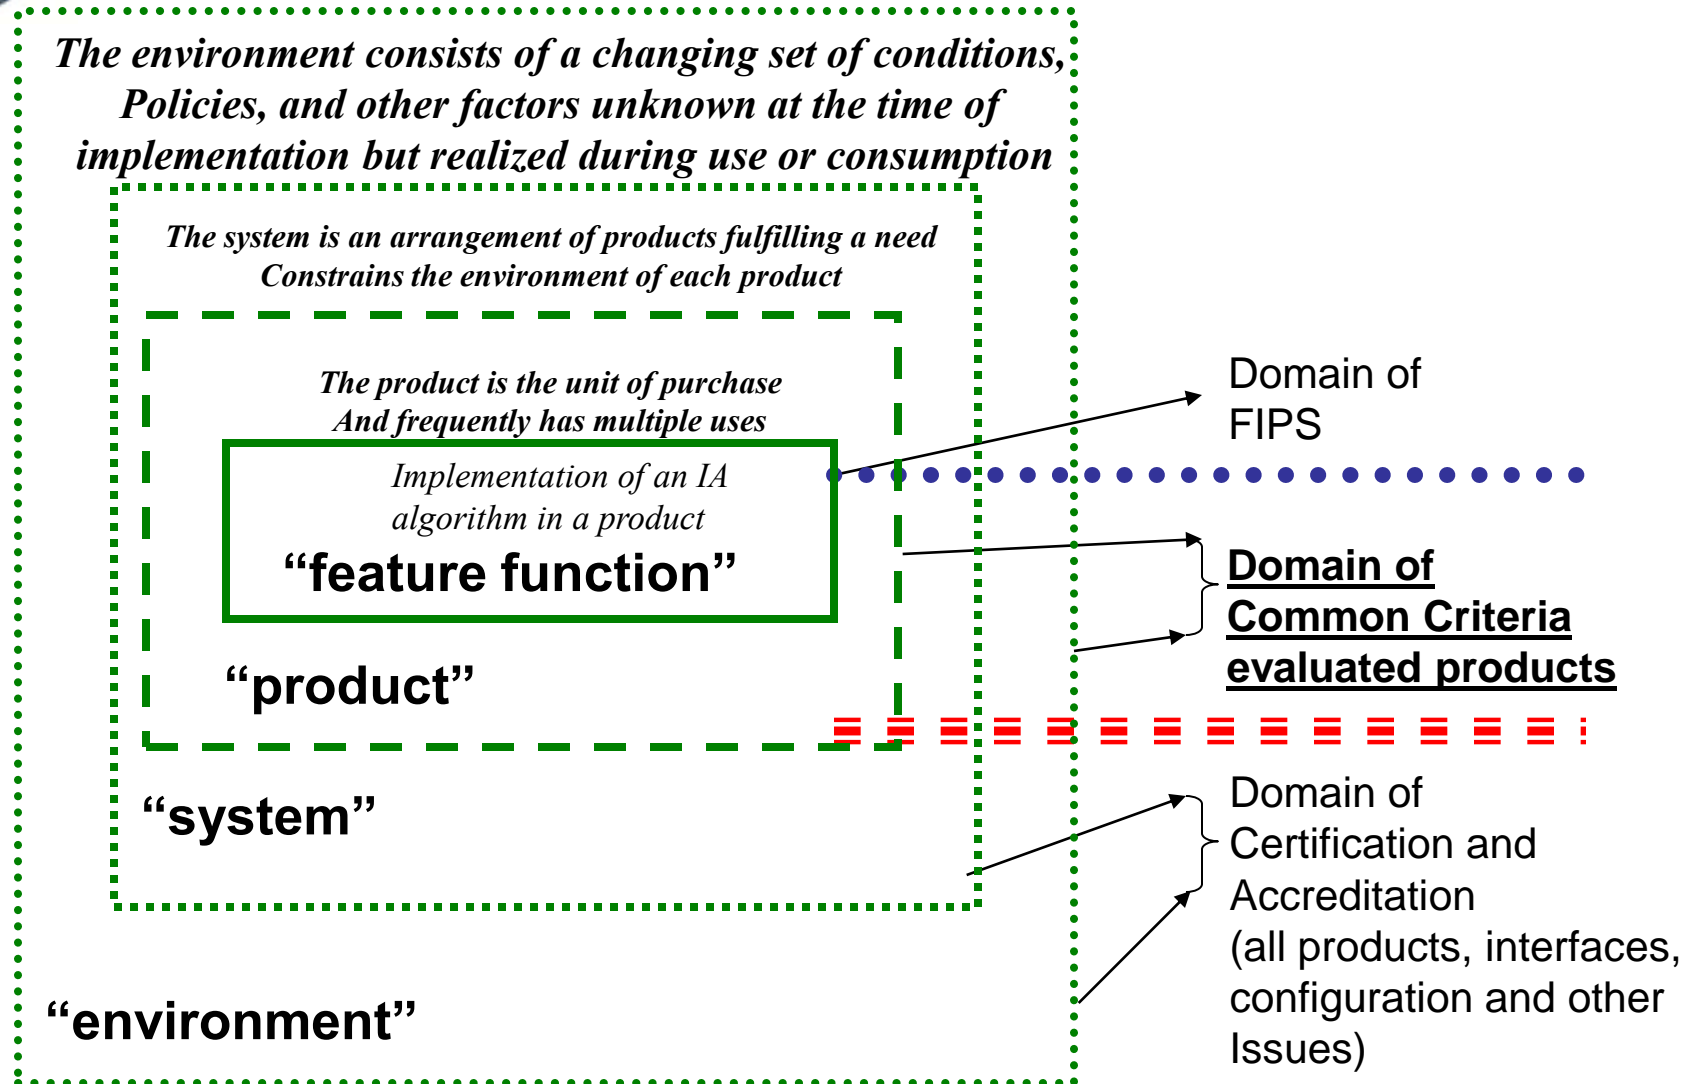 The environment consists of a changing set of conditions,
Policies, and other factors unknown at the time of
implementation but realized during use or consumption
The system is an arrangement of products fulfilling a need
Constrains the environment of each product
The product is the unit of purchase
And frequently has multiple uses
Implementation of an IA
algorithm in a product
“feature function”
“product”
“system”
“environment”
Domain of
FIPS
Domain of
Common Criteria
evaluated products
Domain of
Certification and
Accreditation
(all products, interfaces,
configuration and other
Issues)